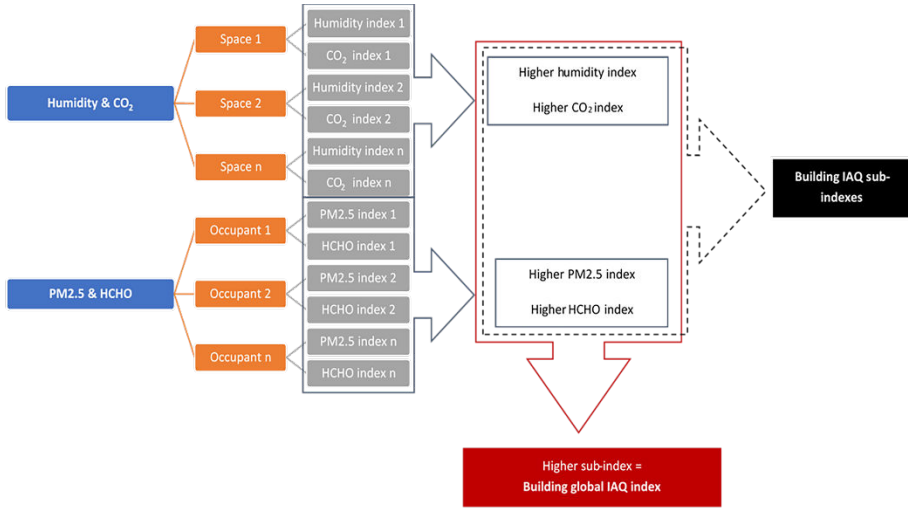 Humidity & CO₂
Space 1
Space 2
Space n
Humidity index 1
CO₂ index 1
Humidity index 2
CO₂ index 2
Humidity index n
CO₂ index n
PM2.5 & HCHO
Occupant 1
Occupant 2
Occupant n
PM2.5 index 1
HCHO index 1
PM2.5 index 2
HCHO index 2
PM2.5 index n
HCHO index n
Higher humidity index
Higher CO₂ index
Higher PM2.5 index
Higher HCHO index
Building IAQ sub-
indexes
Higher sub-index =
Building global IAQ index